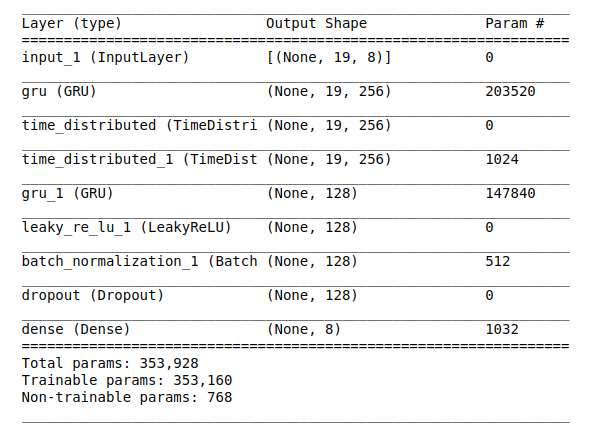 Layer (type) Output Shape Param #
=================================================================
input_1 (InputLayer) [(None, 19, 8)] 0
gru (GRU) (None, 19, 256) 203520
time_distributed (TimeDistri (None, 19, 256) 0
time_distributed_1 (TimeDist (None, 19, 256) 1024
gru_1 (GRU) (None, 128) 147840
leaky_re_lu_1 (LeakyReLU) (None, 128) 0
batch_normalization_1 (Batch (None, 128) 512
dropout (Dropout) (None, 128) 0
dense (Dense) (None, 8) 1032
=================================================================
Total params: 353,928
Trainable params: 353,160
Non-trainable params: 768